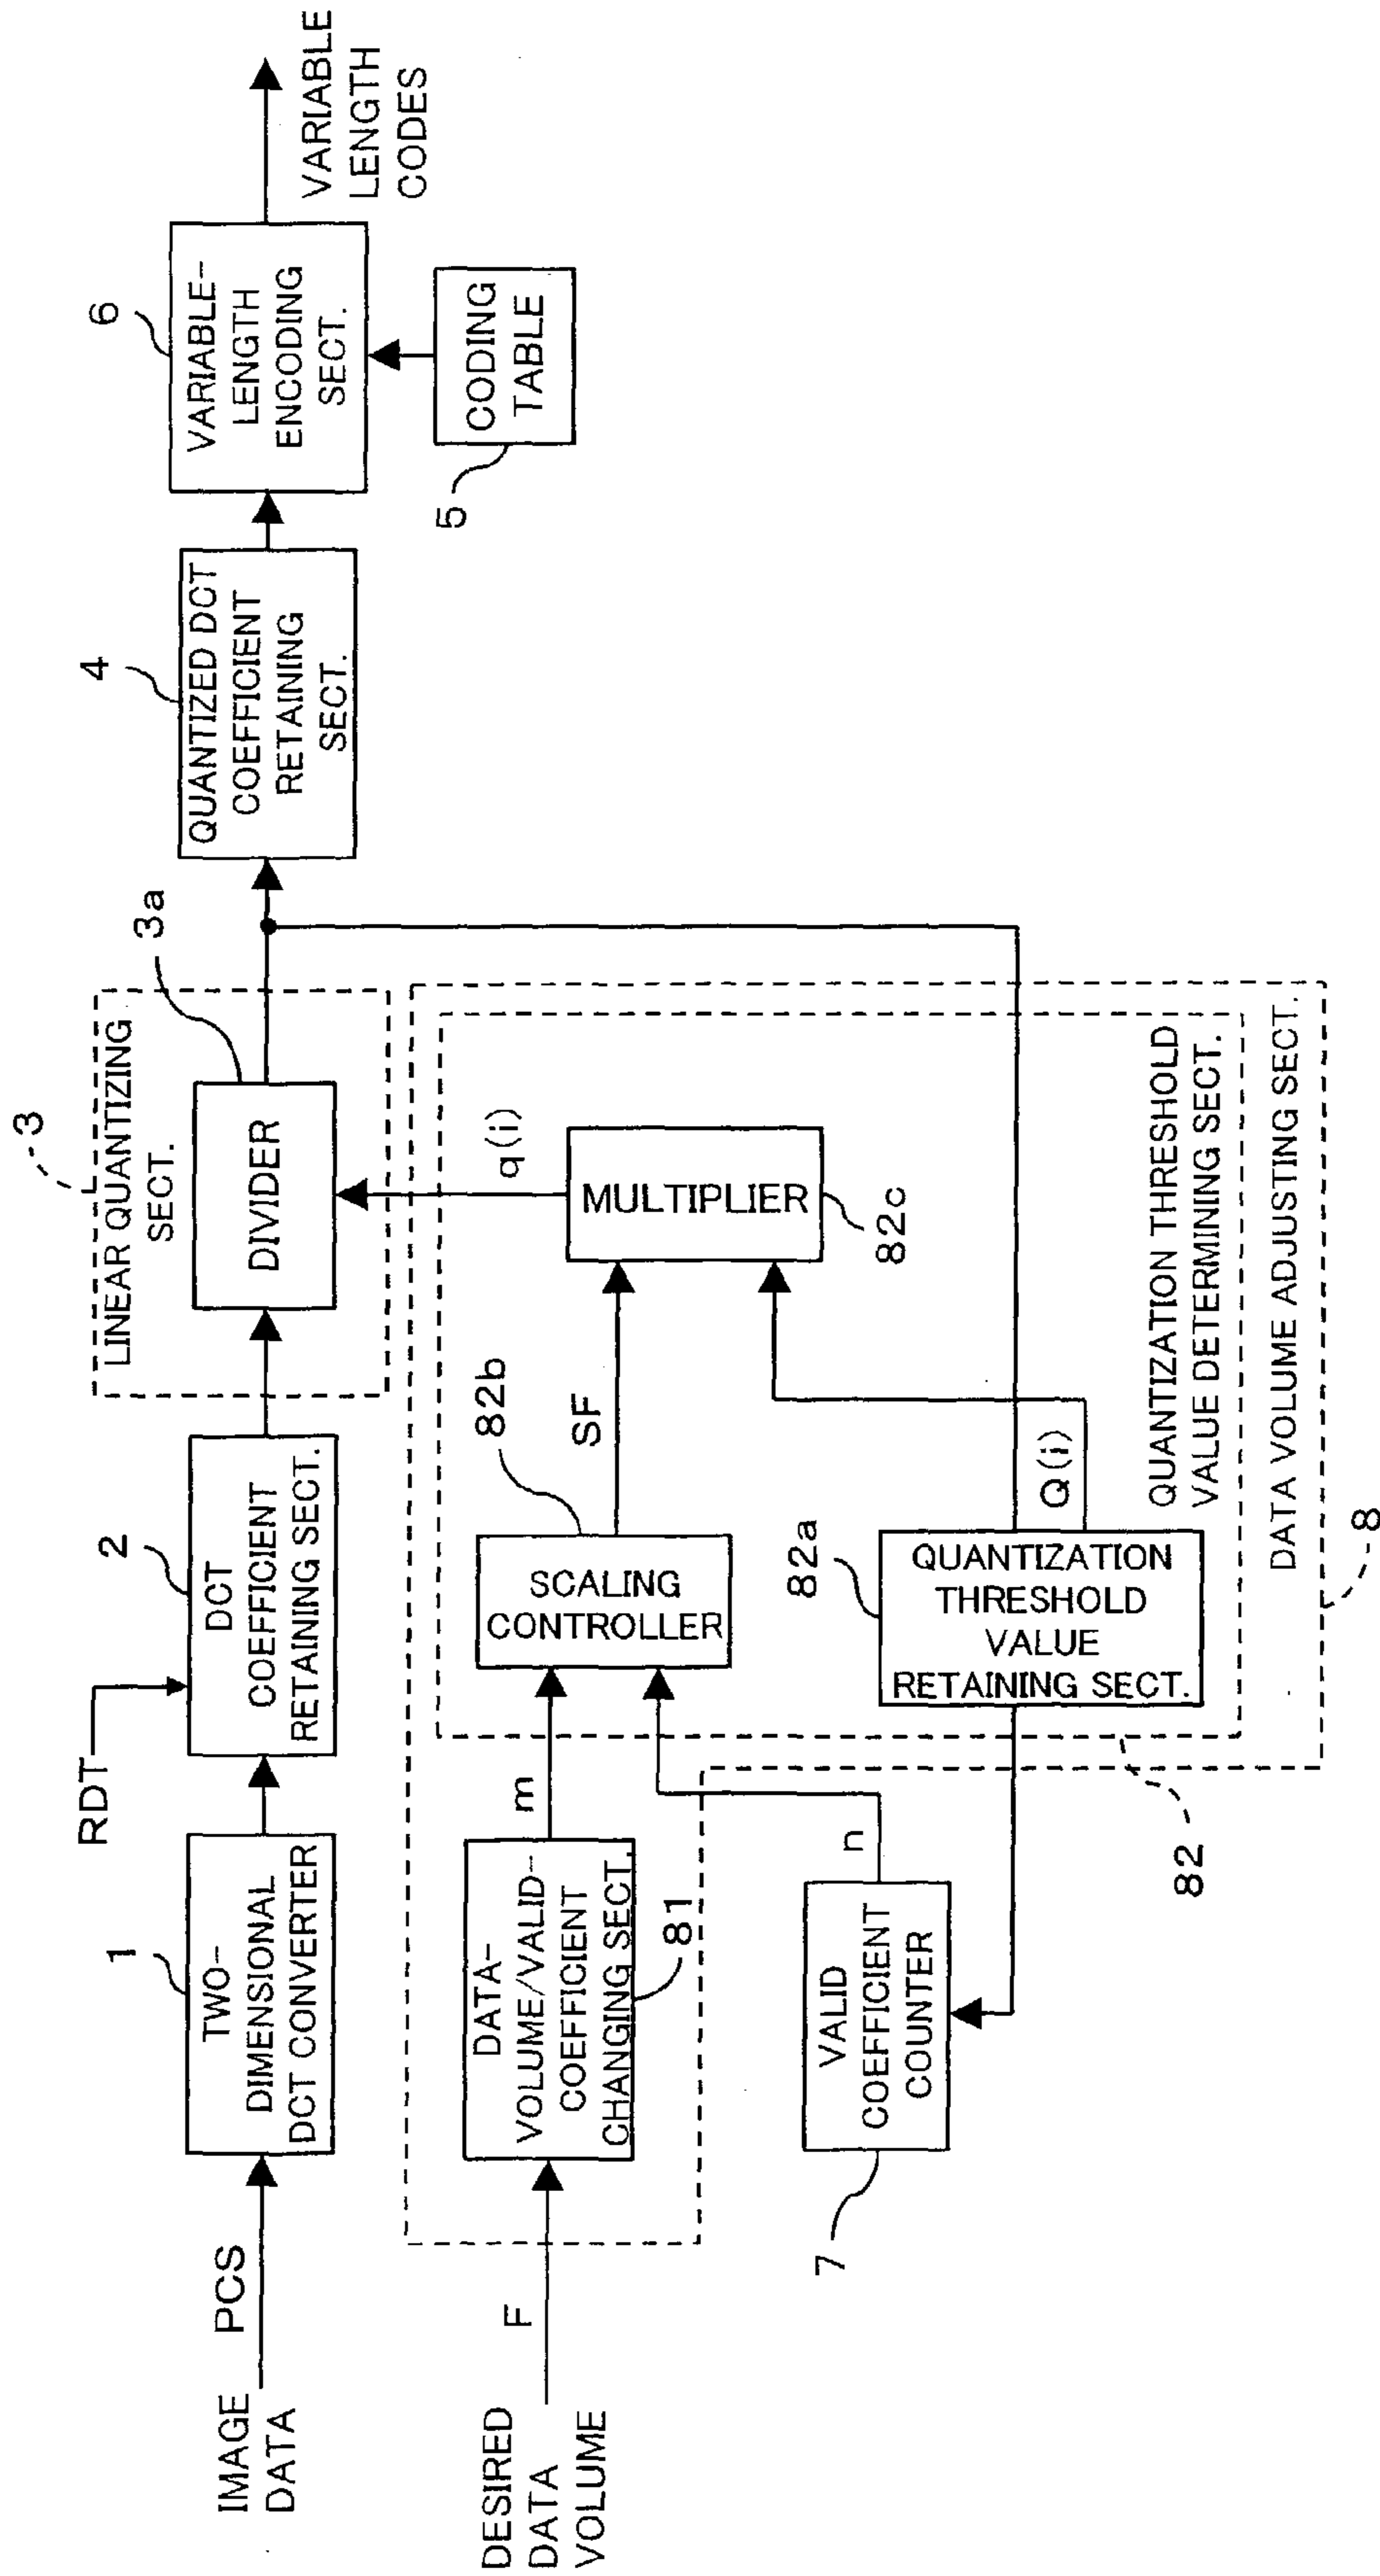 IMAGE
DATA
PCS
1
TWO-
DIMENSIONAL
DCT CONVERTER
RDT
2
DCT
COEFFICIENT
RETAINING SECT.
3
LINEAR QUANTIZING
SECT.
DIVIDER
3a
4
QUANTIZED DCT
COEFFICIENT
RETAINING
SECT.
6
VARIABLE-
LENGTH
ENCODING
SECT.
VARIABLE
LENGTH
CODES
5
CODING
TABLE
DESIRED
DATA
VOLUME
F
DATA-
VOLUME/VALID-
COEFFICIENT
CHANGING SECT.
81
m
82b
SCALING
CONTROLLER
SF
MULTIPLIER
82c
q(i)
7
VALID
COEFFICIENT
COUNTER
n
82a
QUANTIZATION
THRESHOLD
VALUE
RETAINING SECT.
Q(i)
QUANTIZATION THRESHOLD
VALUE DETERMINING SECT.
82
DATA VOLUME ADJUSTING SECT.
8